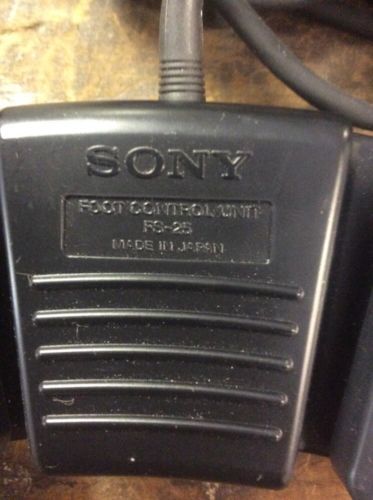 SONY
FOOT CONTROL UNIT
FS-25
MADE IN JAPAN